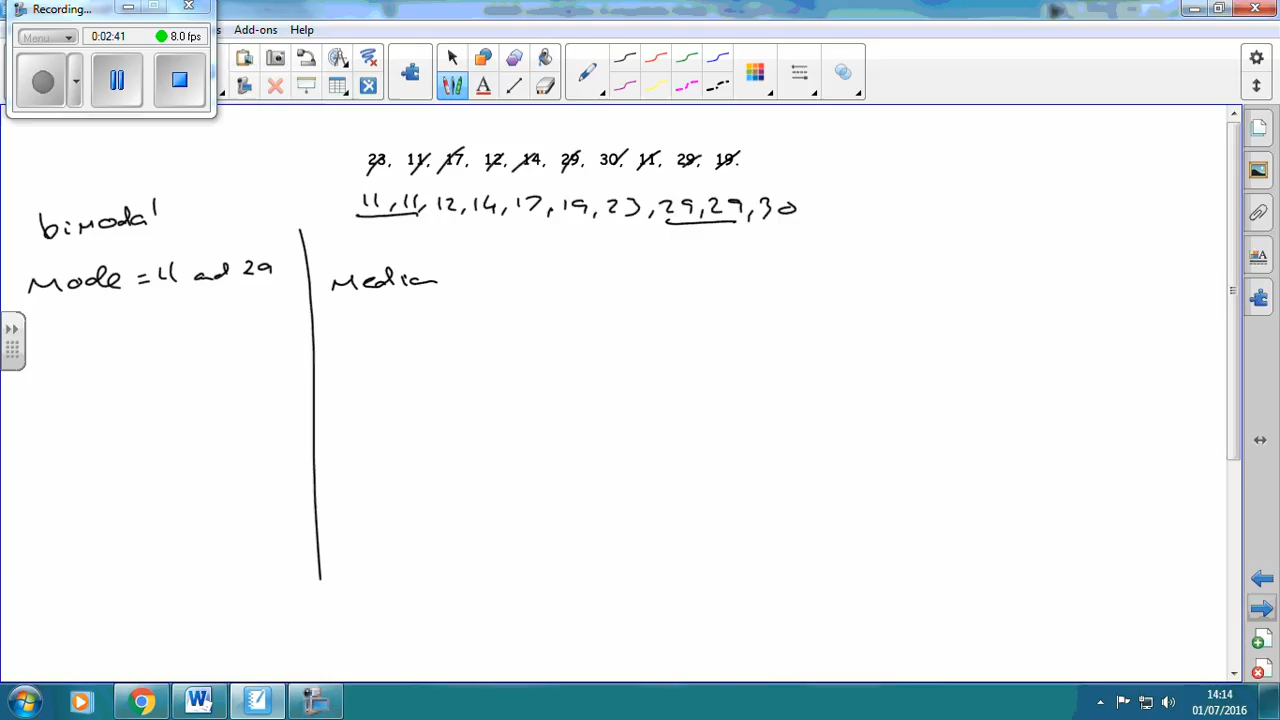 Recording...
Menu
0:02:41
8.0 fps
Add-ons Help
23, 11, 17, 12, 14, 29, 30, 11, 29, 19.
11, 11, 12, 14, 17, 19, 23, 29, 29, 30
bimodal
Mode = 11 and 29
Median
14:14
01/07/2016